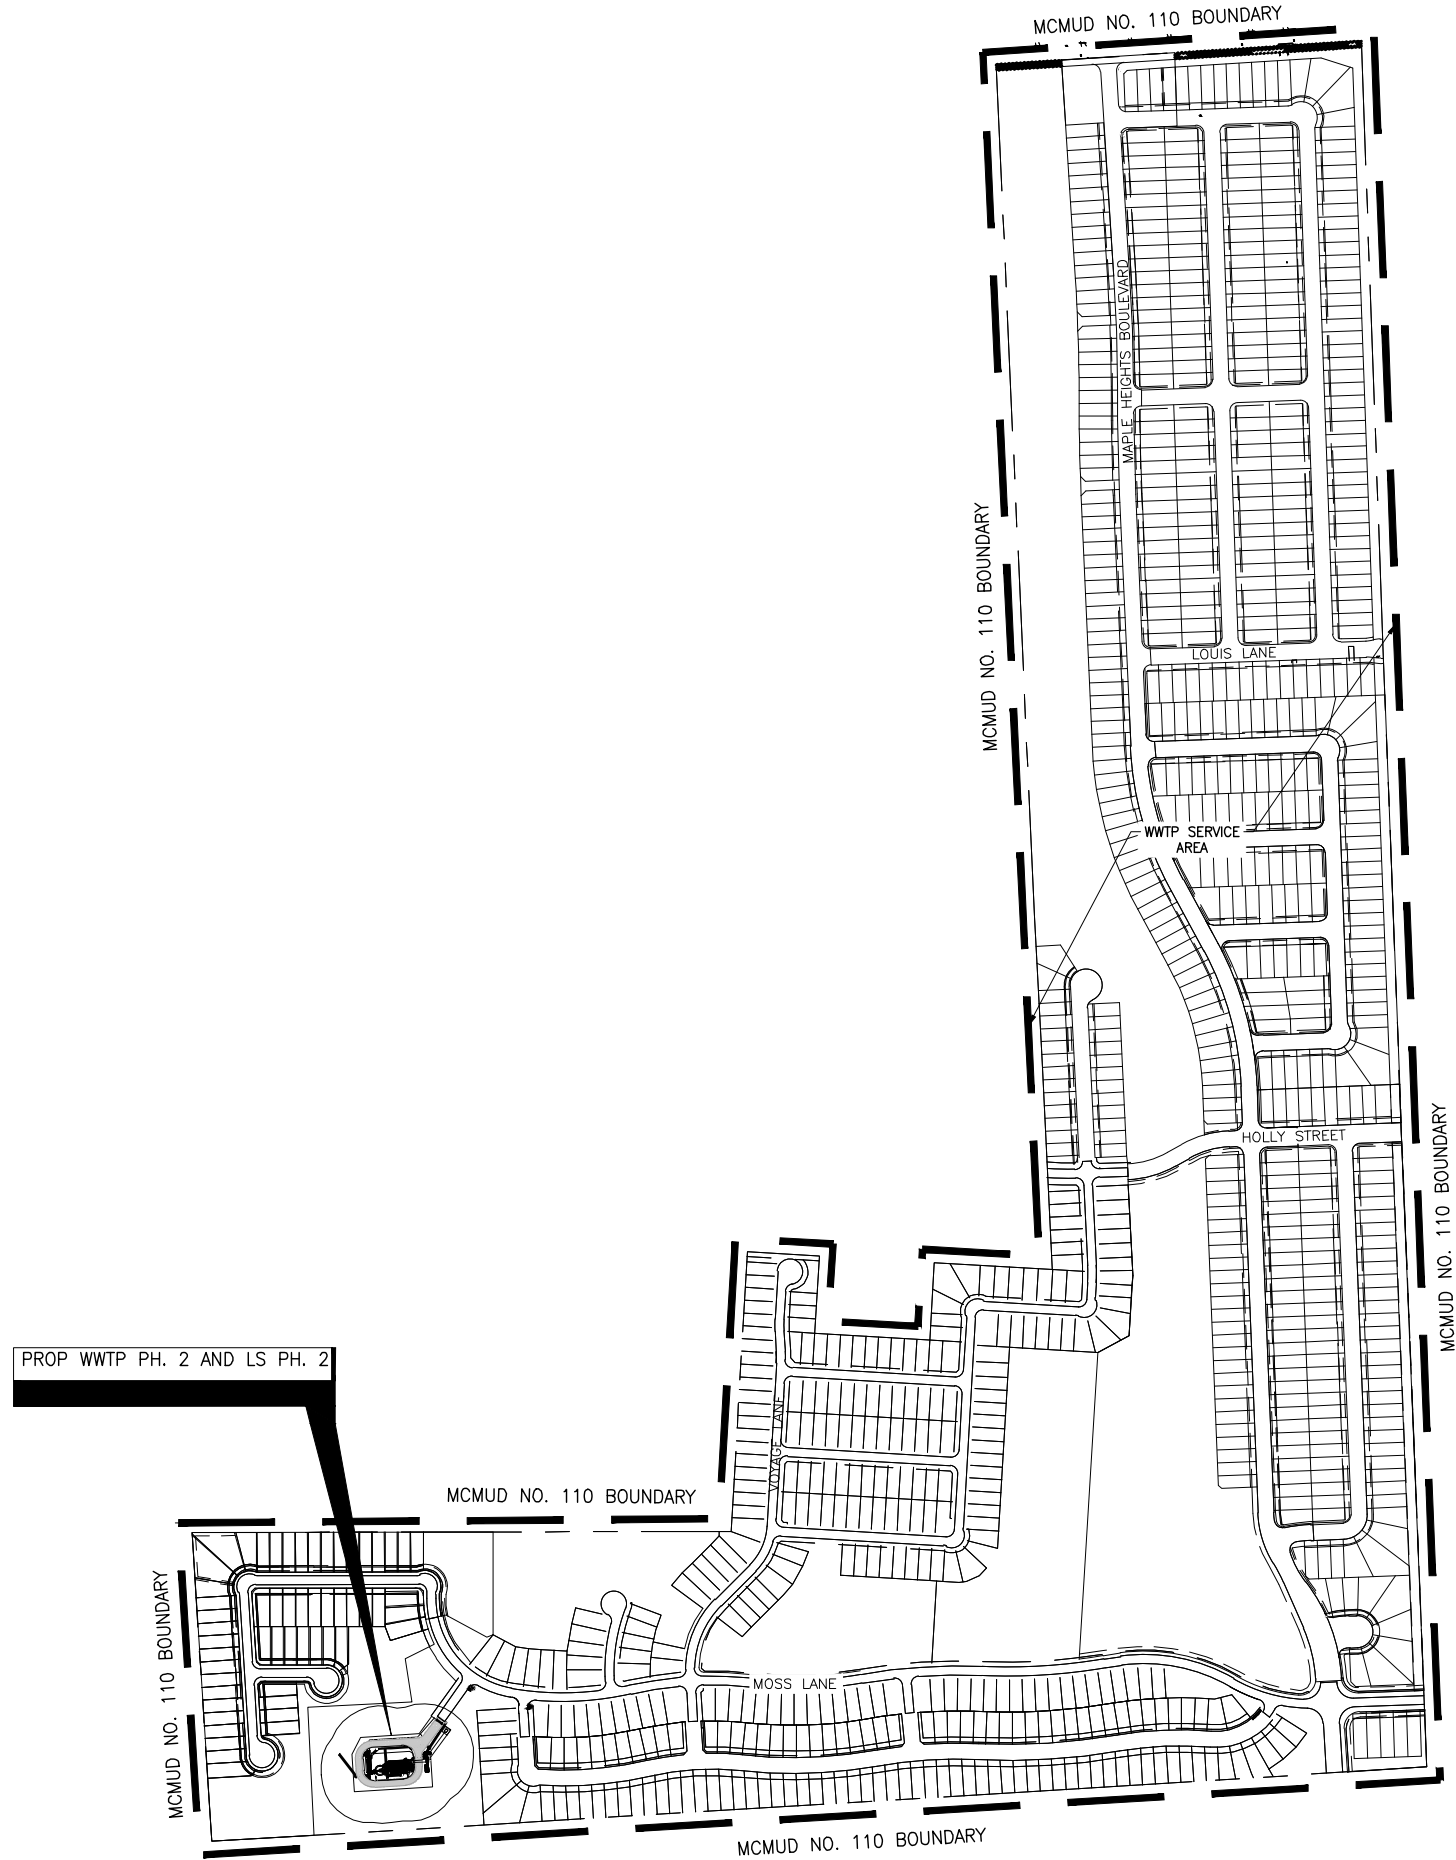 MCMUD NO. 110 BOUNDARY
MAPLE HEIGHTS BOULEVARD
MCMUD NO. 110 BOUNDARY
LOUIS LANE
WWTP SERVICE
AREA
HOLLY STREET
MCMUD NO. 110 BOUNDARY
PROP WWTP PH. 2 AND LS PH. 2
VOYAGE LANE
MCMUD NO. 110 BOUNDARY
MCMUD NO. 110 BOUNDARY
MOSS LANE
MCMUD NO. 110 BOUNDARY